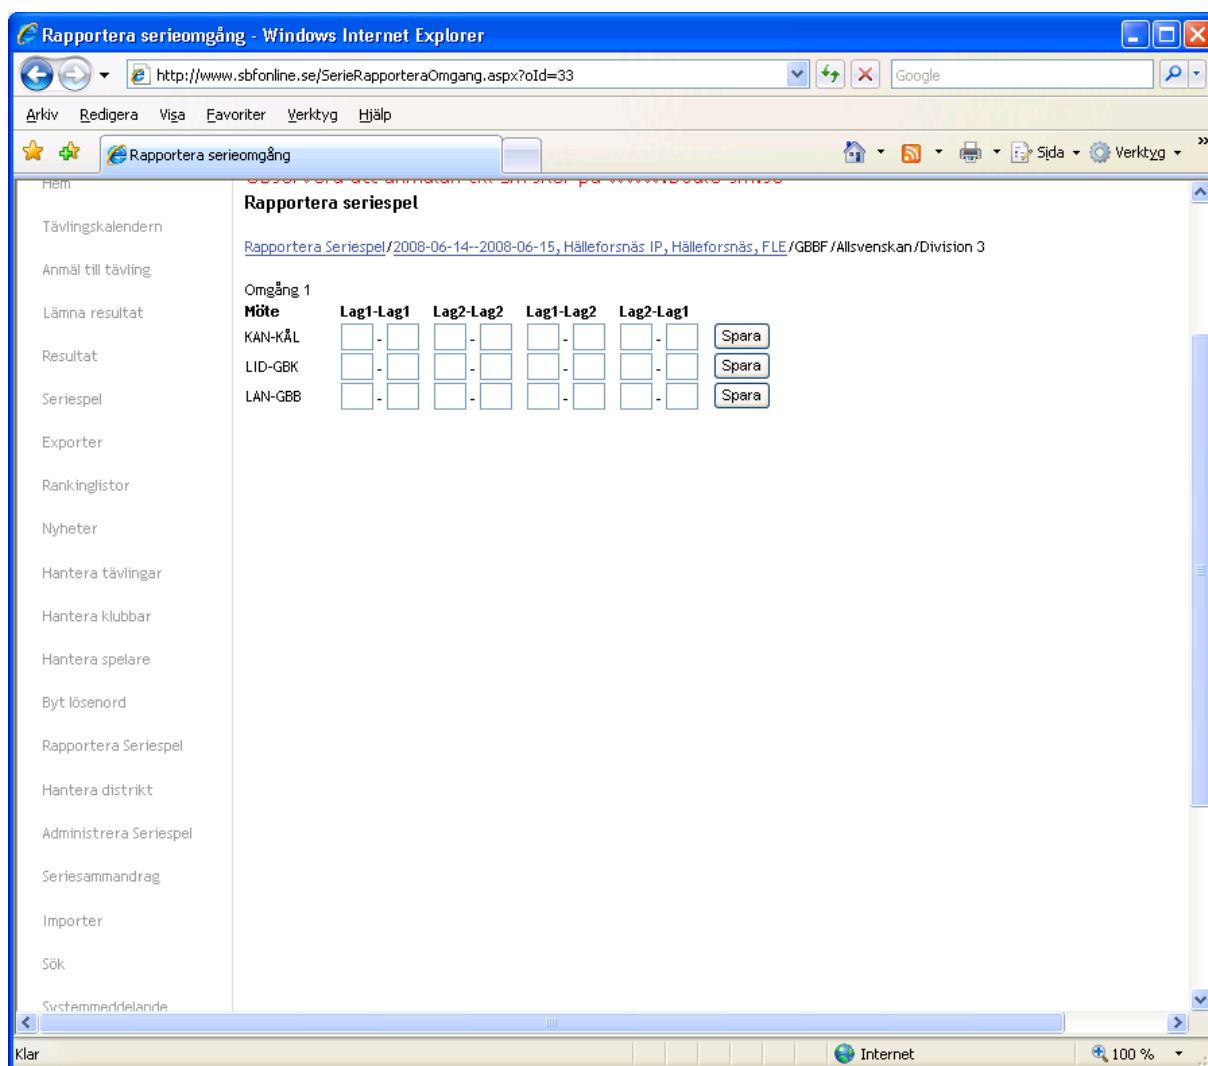 Rapportera serieomgång - Windows Internet Explorer
http://www.sbfonline.se/SerieRapporteraOmgang.aspx?oId=33
Google
Arkiv Redigera Visa Favoriter Verktyg Hjälp
Rapportera serieomgång
Sida Verktyg »
Hem
Tävlingskalendern
Anmäl till tävling
Lämna resultat
Resultat
Seriespel
Exporter
Rankinglistor
Nyheter
Hantera tävlingar
Hantera klubbar
Hantera spelare
Byt lösenord
Rapportera Seriespel
Hantera distrikt
Administrera Seriespel
Seriesammandrag
Importer
Sök
Systemmeddelande
Rapportera seriespel
Rapportera Seriespel/2008-06-14--2008-06-15, Hälleforsnäs IP, Hälleforsnäs, FLE/GBBF/Allsvenskan/Division 3
Omgång 1
Möte Lag1-Lag1 Lag2-Lag2 Lag1-Lag2 Lag2-Lag1
KAN-KÅL - - - - Spara
LID-GBK - - - - Spara
LAN-GBB - - - - Spara
Klar Internet 100 %